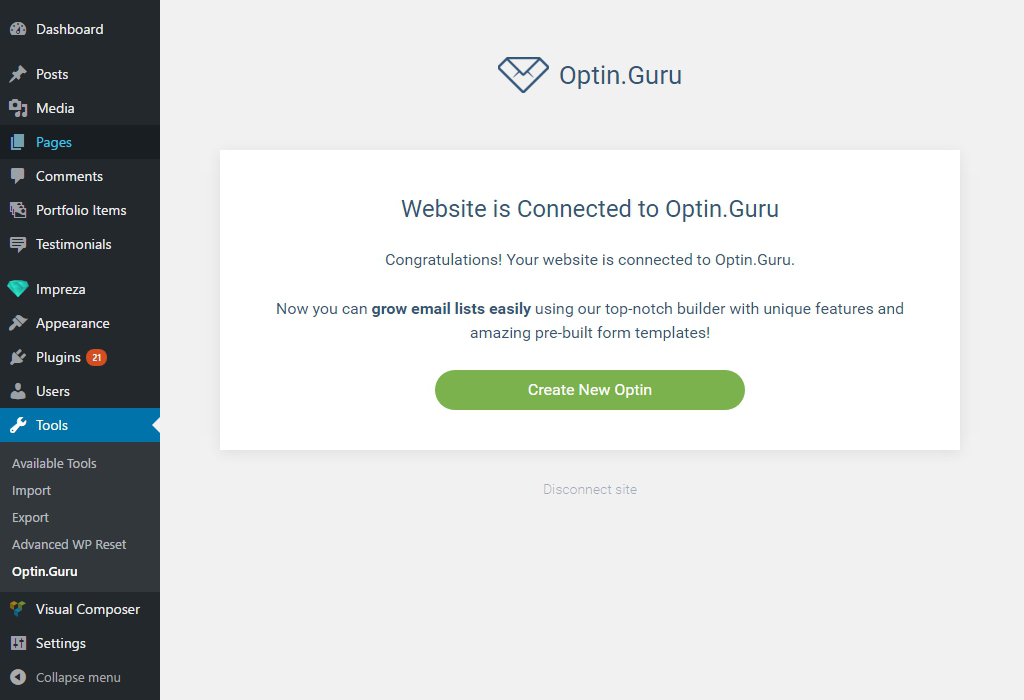 Dashboard
Posts
Media
Pages
Comments
Portfolio Items
Testimonials
Impreza
Appearance
Plugins 21
Users
Tools
Available Tools
Import
Export
Advanced WP Reset
Optin.Guru
Visual Composer
Settings
Collapse menu
Optin.Guru
Website is Connected to Optin.Guru
Congratulations! Your website is connected to Optin.Guru.
Now you can grow email lists easily using our top-notch builder with unique features and
amazing pre-built form templates!
Create New Optin
Disconnect site